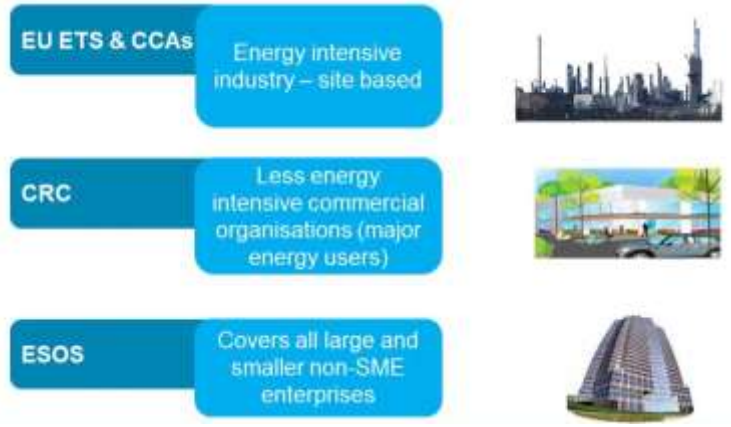 EU ETS & CCAs
Energy intensive
industry – site based
CRC
Less energy
intensive commercial
organisations (major
energy users)
ESOS
Covers all large and
smaller non-SME
enterprises